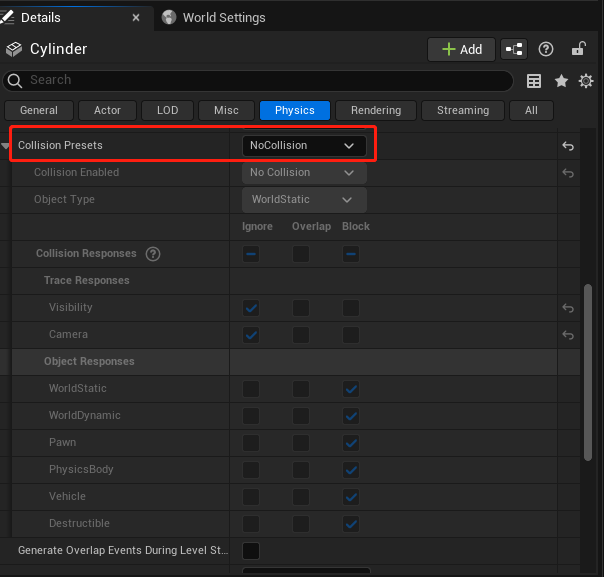 Details
World Settings
Cylinder
Add
Search
General Actor LOD Misc Physics Rendering Streaming All
Collision Presets NoCollision
Collision Enabled No Collision
Object Type WorldStatic
Ignore Overlap Block
Collision Responses ?
Trace Responses
Visibility
Camera
Object Responses
WorldStatic
WorldDynamic
Pawn
PhysicsBody
Vehicle
Destructible
Generate Overlap Events During Level St...